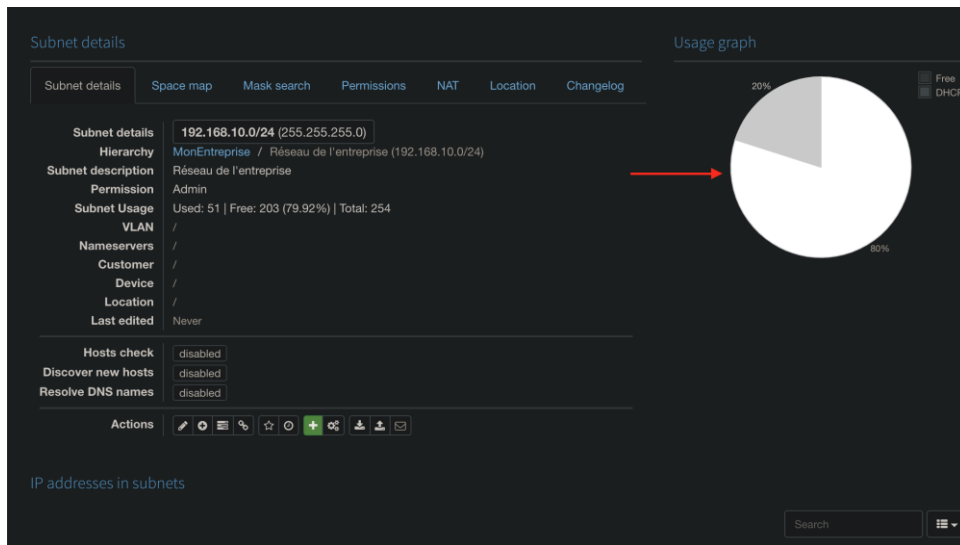 Subnet details
Usage graph
Subnet details Space map Mask search Permissions NAT Location Changelog
Free
DHCP
20%
80%
Subnet details 192.168.10.0/24 (255.255.255.0)
Hierarchy MonEntreprise / Réseau de l'entreprise (192.168.10.0/24)
Subnet description Réseau de l'entreprise
Permission Admin
Subnet Usage Used: 51 | Free: 203 (79.92%) | Total: 254
VLAN /
Nameservers /
Customer /
Device /
Location /
Last edited Never
Hosts check disabled
Discover new hosts disabled
Resolve DNS names disabled
Actions
IP addresses in subnets
Search